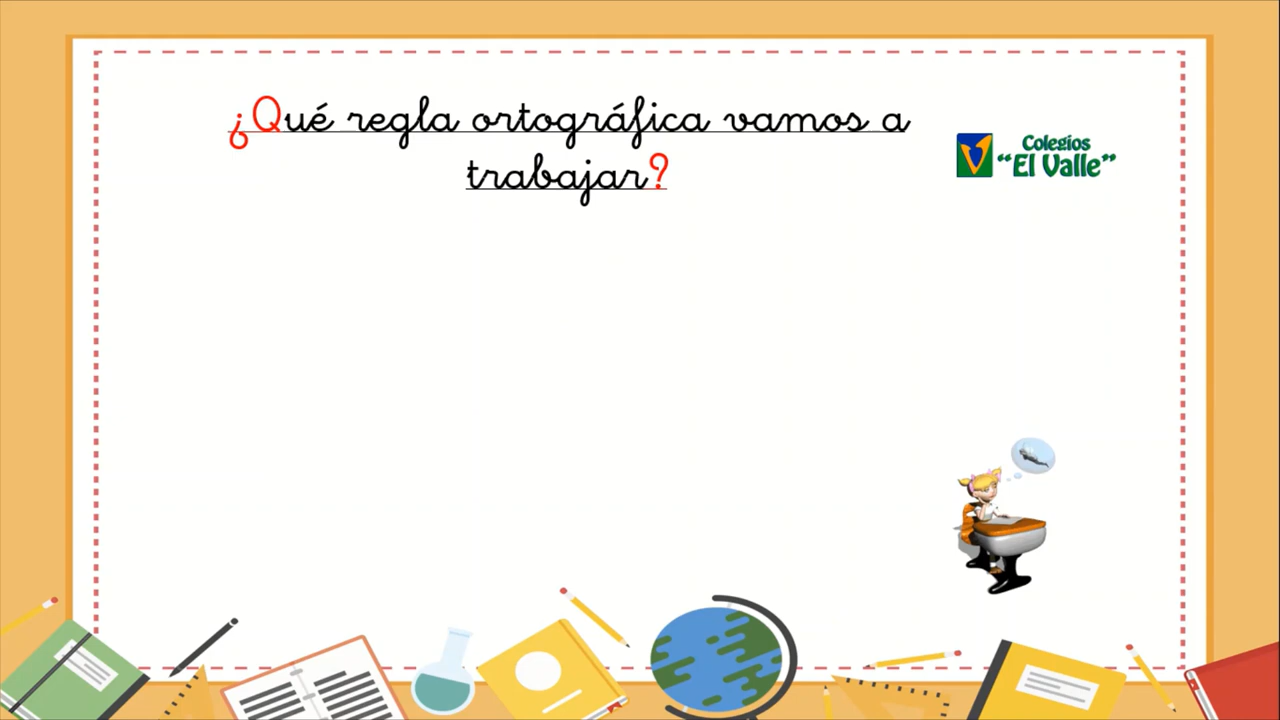 ¿Qué regla ortográfica vamos a
trabajar?
Colegios
“El Valle”